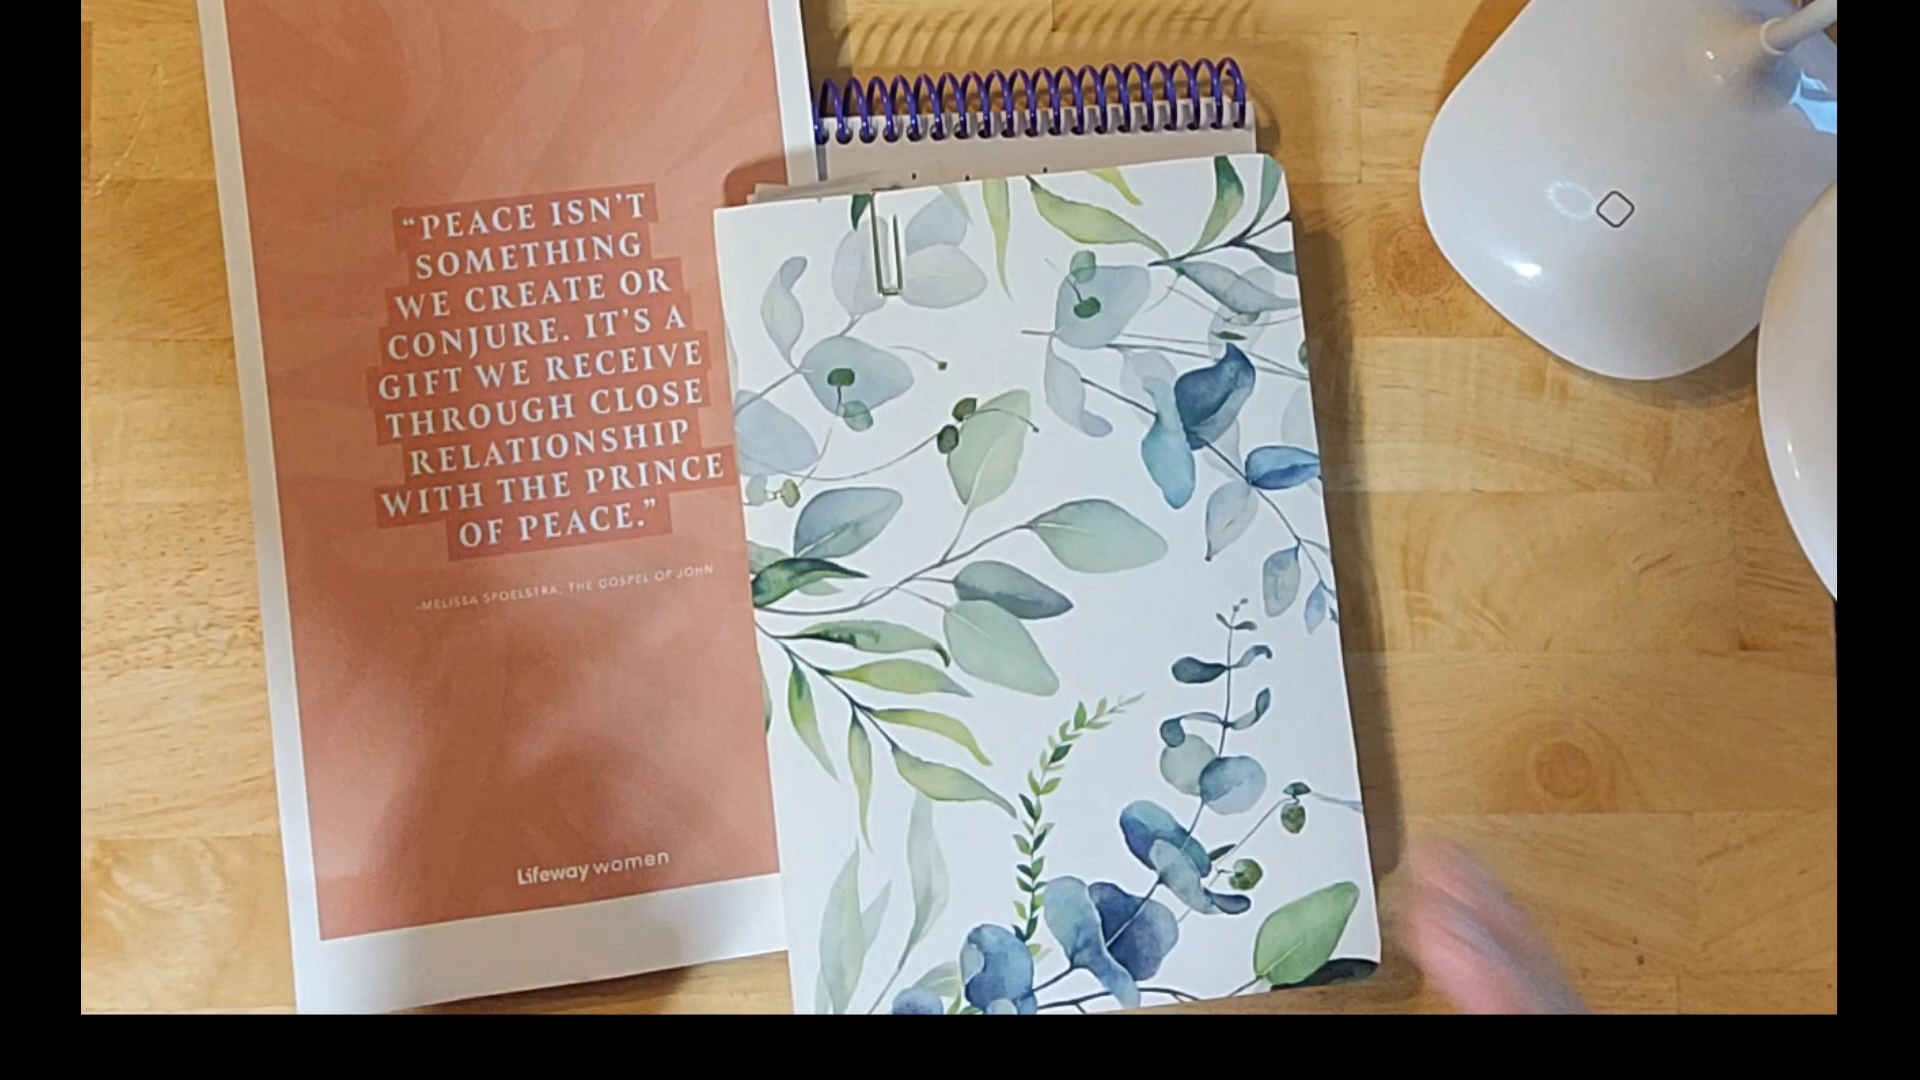 “PEACE ISN’T
SOMETHING
WE CREATE OR
CONJURE. IT’S A
GIFT WE RECEIVE
THROUGH CLOSE
RELATIONSHIP
WITH THE PRINCE
OF PEACE.”
–MELISSA SPOELSTRA, THE GOSPEL OF JOHN
Lifeway women